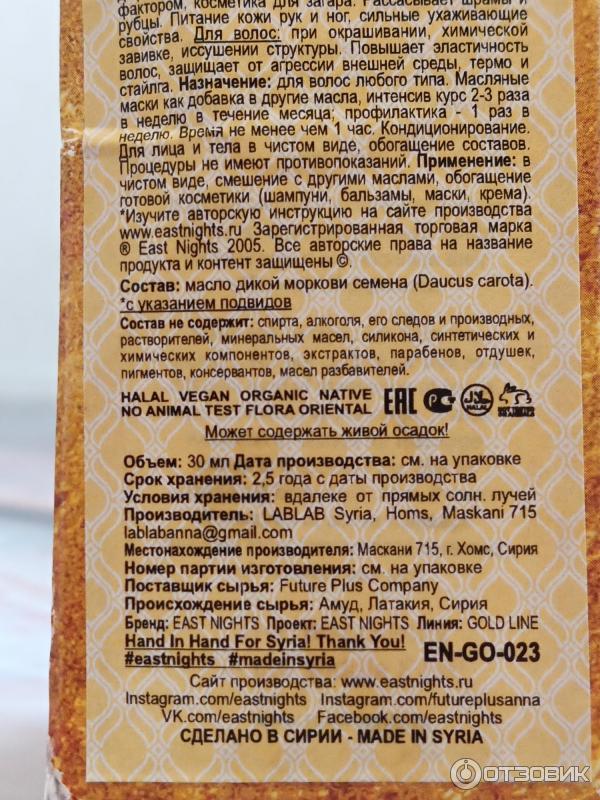 фактором, косметика для загара. Рассасывает шрамы и
рубцы. Питание кожи рук и ног, сильные ухаживающие
свойства. Для волос: при окрашивании, химической
завивке, иссушении структуры. Повышает эластичность
волос, защищает от агрессии внешней среды, термо и
стайлга. Назначение: для волос любого типа. Масляные
маски как добавка в другие масла, интенсив курс 2-3 раза
в неделю в течение месяца; профилактика - 1 раз в
неделю. Время не менее чем 1 час. Кондиционирование.
Для лица и тела в чистом виде, обогащение составов.
Процедуры не имеют противопоказаний. Применение: в
чистом виде, смешение с другими маслами, обогащение
готовой косметики (шампуни, бальзамы, маски, крема).
*Изучите авторскую инструкцию на сайте производства
www.eastnights.ru Зарегистрированная торговая марка
® East Nights 2005. Все авторские права на название
продукта и контент защищены ©.
Состав: масло дикой моркови семена (Daucus carota).
*с указанием подвидов
Состав не содержит: спирта, алкоголя, его следов и производных,
растворителей, минеральных масел, силикона, синтетических и
химических компонентов, экстрактов, парабенов, отдушек,
пигментов, консервантов, масел разбавителей.
HALAL VEGAN ORGANIC NATIVE
NO ANIMAL TEST FLORA ORIENTAL EAC PC HALAL
Может содержать живой осадок!
Объем: 30 мл Дата производства: см. на упаковке
Срок хранения: 2,5 года с даты производства
Условия хранения: вдалеке от прямых солн. лучей
Производитель: LABLAB Syria, Homs, Maskani 715
lablabanna@gmail.com
Местонахождение производителя: Маскани 715, г. Хомс, Сирия
Номер партии изготовления: см. на упаковке
Поставщик сырья: Future Plus Company
Происхождение сырья: Амуд, Латакия, Сирия
Бренд: EAST NIGHTS Проект: EAST NIGHTS Линия: GOLD LINE
Hand In Hand For Syria! Thank You!
#eastnights #madeinsyria EN-GO-023
Сайт производства: www.eastnights.ru
Instagram.com/eastnights Instagram.com/futureplusanna
VK.com/eastnights Facebook.com/eastnights
СДЕЛАНО В СИРИИ - MADE IN SYRIA
ОТЗОВИК